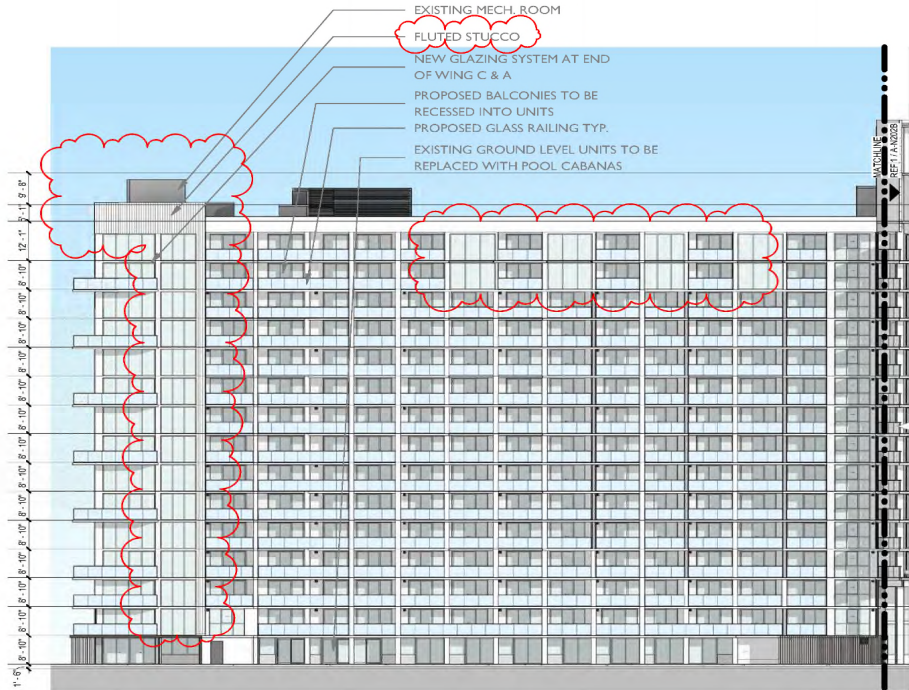 EXISTING MECH. ROOM
FLUTED STUCCO
NEW GLAZING SYSTEM AT END
OF WING C & A
PROPOSED BALCONIES TO BE
RECESSED INTO UNITS
PROPOSED GLASS RAILING TYP.
EXISTING GROUND LEVEL UNITS TO BE
REPLACED WITH POOL CABANAS
MATCHLINE
REF 1 / A-N202B
9' - 8"
12' - 1"
8' - 10"
8' - 10"
8' - 10"
8' - 10"
8' - 10"
8' - 10"
8' - 10"
8' - 10"
8' - 10"
8' - 10"
8' - 10"
8' - 10"
8' - 10"
8' - 10"
1' - 6"